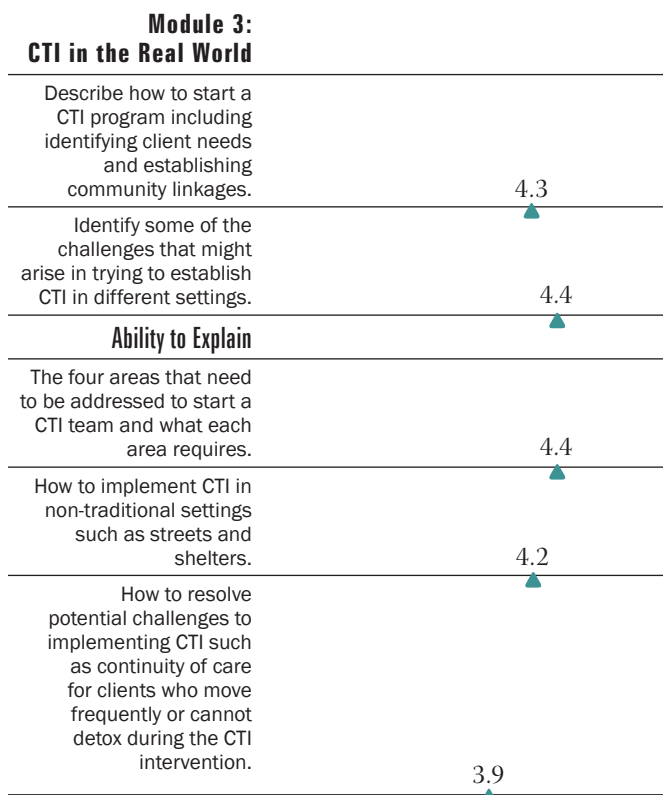 Module 3:
CTI in the Real World
Describe how to start a
CTI program including
identifying client needs
and establishing
community linkages.
4.3
Identify some of the
challenges that might
arise in trying to establish
CTI in different settings.
4.4
Ability to Explain
The four areas that need
to be addressed to start a
CTI team and what each
area requires.
4.4
How to implement CTI in
non-traditional settings
such as streets and
shelters.
4.2
How to resolve
potential challenges to
implementing CTI such
as continuity of care
for clients who move
frequently or cannot
detox during the CTI
intervention.
3.9